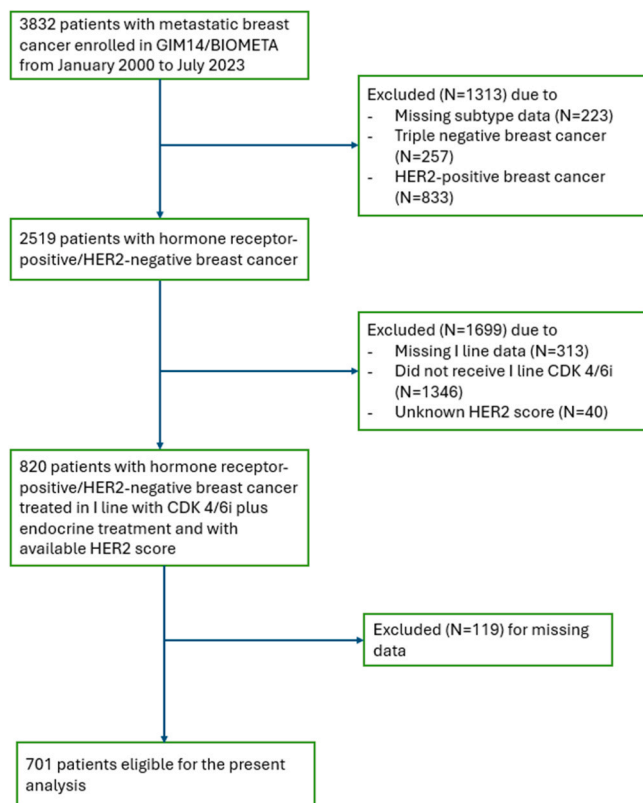 3832 patients with metastatic breast
cancer enrolled in GIM14/BIOMETA
from January 2000 to July 2023
Excluded (N=1313) due to
- Missing subtype data (N=223)
- Triple negative breast cancer
(N=257)
- HER2-positive breast cancer
(N=833)
2519 patients with hormone receptor-
positive/HER2-negative breast cancer
Excluded (N=1699) due to
- Missing I line data (N=313)
- Did not receive I line CDK 4/6i
(N=1346)
- Unknown HER2 score (N=40)
820 patients with hormone receptor-
positive/HER2-negative breast cancer
treated in I line with CDK 4/6i plus
endocrine treatment and with
available HER2 score
Excluded (N=119) for missing
data
701 patients eligible for the present
analysis